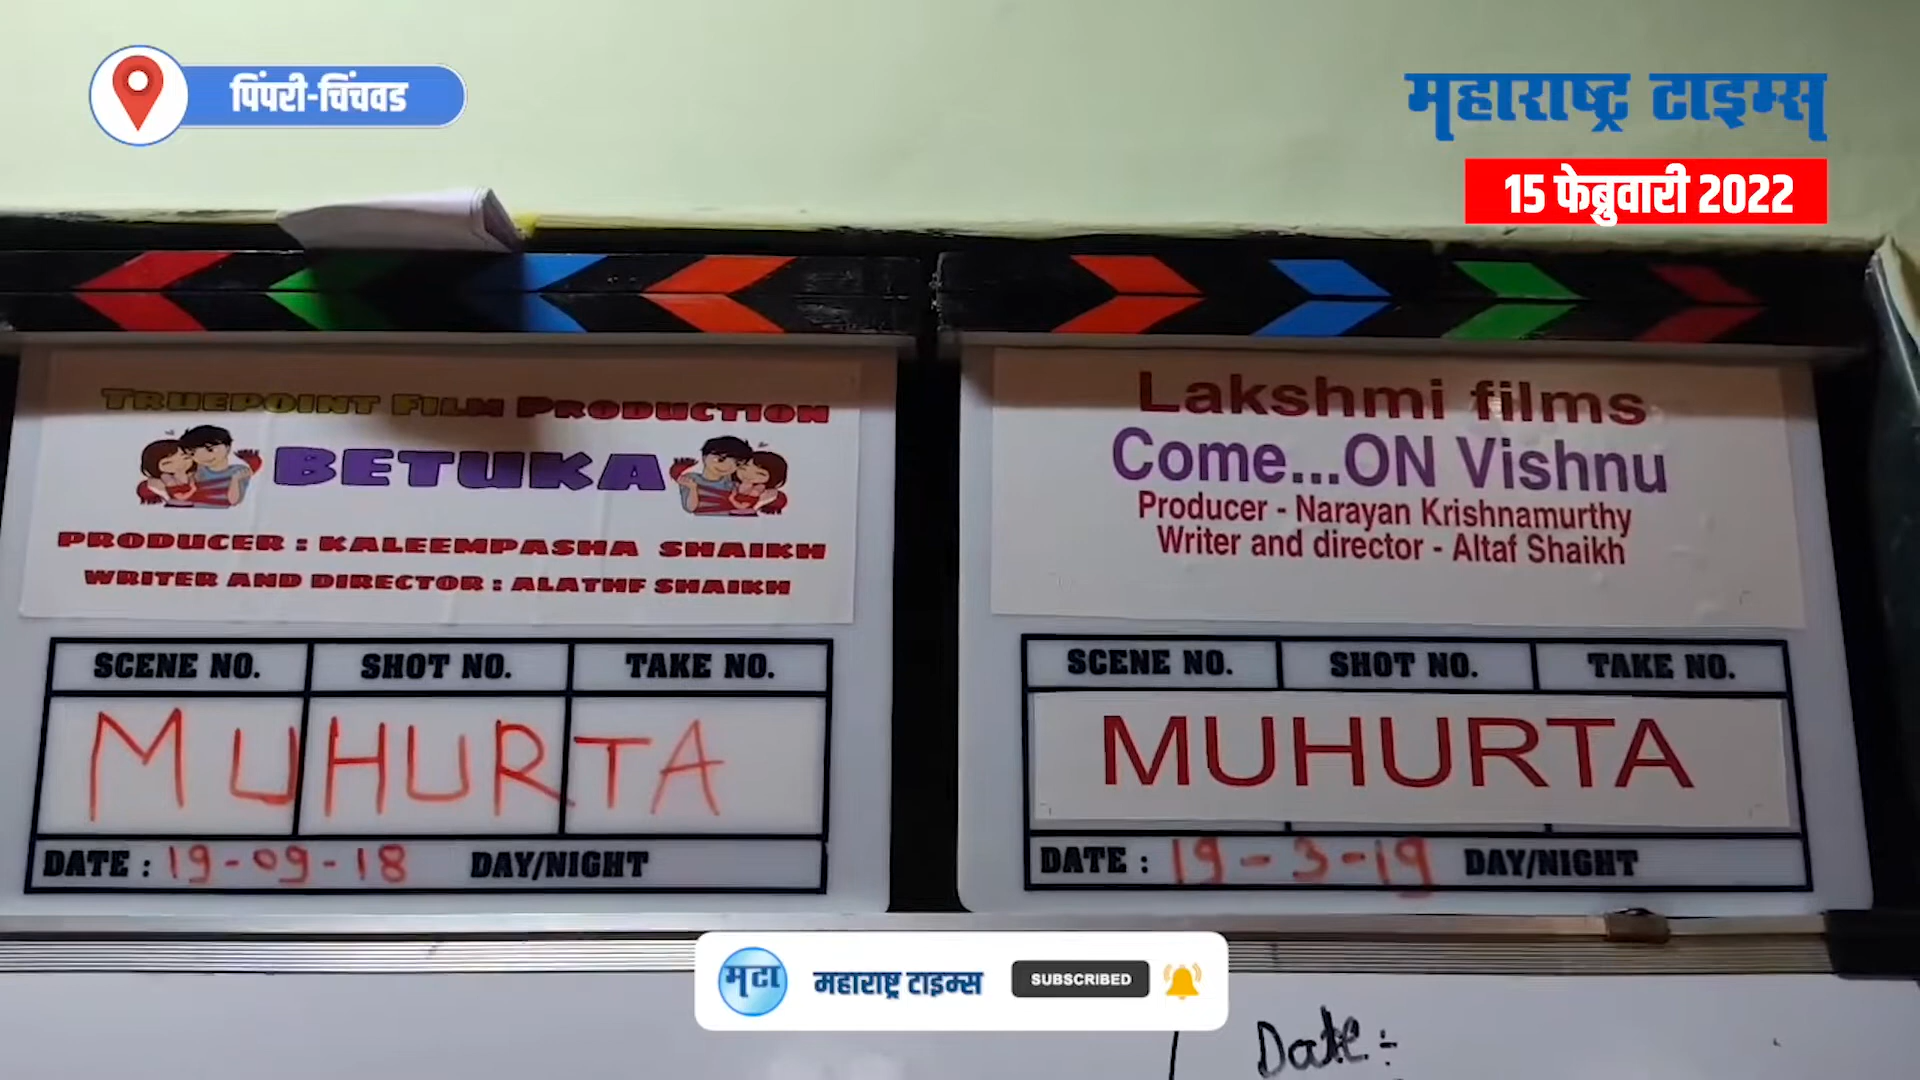 पिंपरी-चिंचवड
महाराष्ट्र टाइम्स
15 फेब्रुवारी 2022
TRUEPOINT FILM PRODUCTION
BETUKA
PRODUCER : KALEEMPASHA SHAIKH
WRITER AND DIRECTOR : ALATHF SHAIKH
SCENE NO. SHOT NO. TAKE NO.
MUHURTA
DATE : 19-09-18 DAY/NIGHT
Lakshmi films
Come...ON Vishnu
Producer - Narayan Krishnamurthy
Writer and director - Altaf Shaikh
SCENE NO. SHOT NO. TAKE NO.
MUHURTA
DATE : 19-3-19 DAY/NIGHT
मटा महाराष्ट्र टाइम्स SUBSCRIBED
Date :-